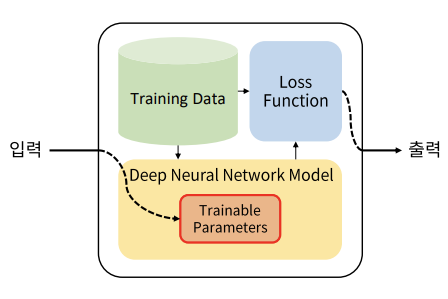 Training Data
Loss
Function
입력
출력
Deep Neural Network Model
Trainable
Parameters